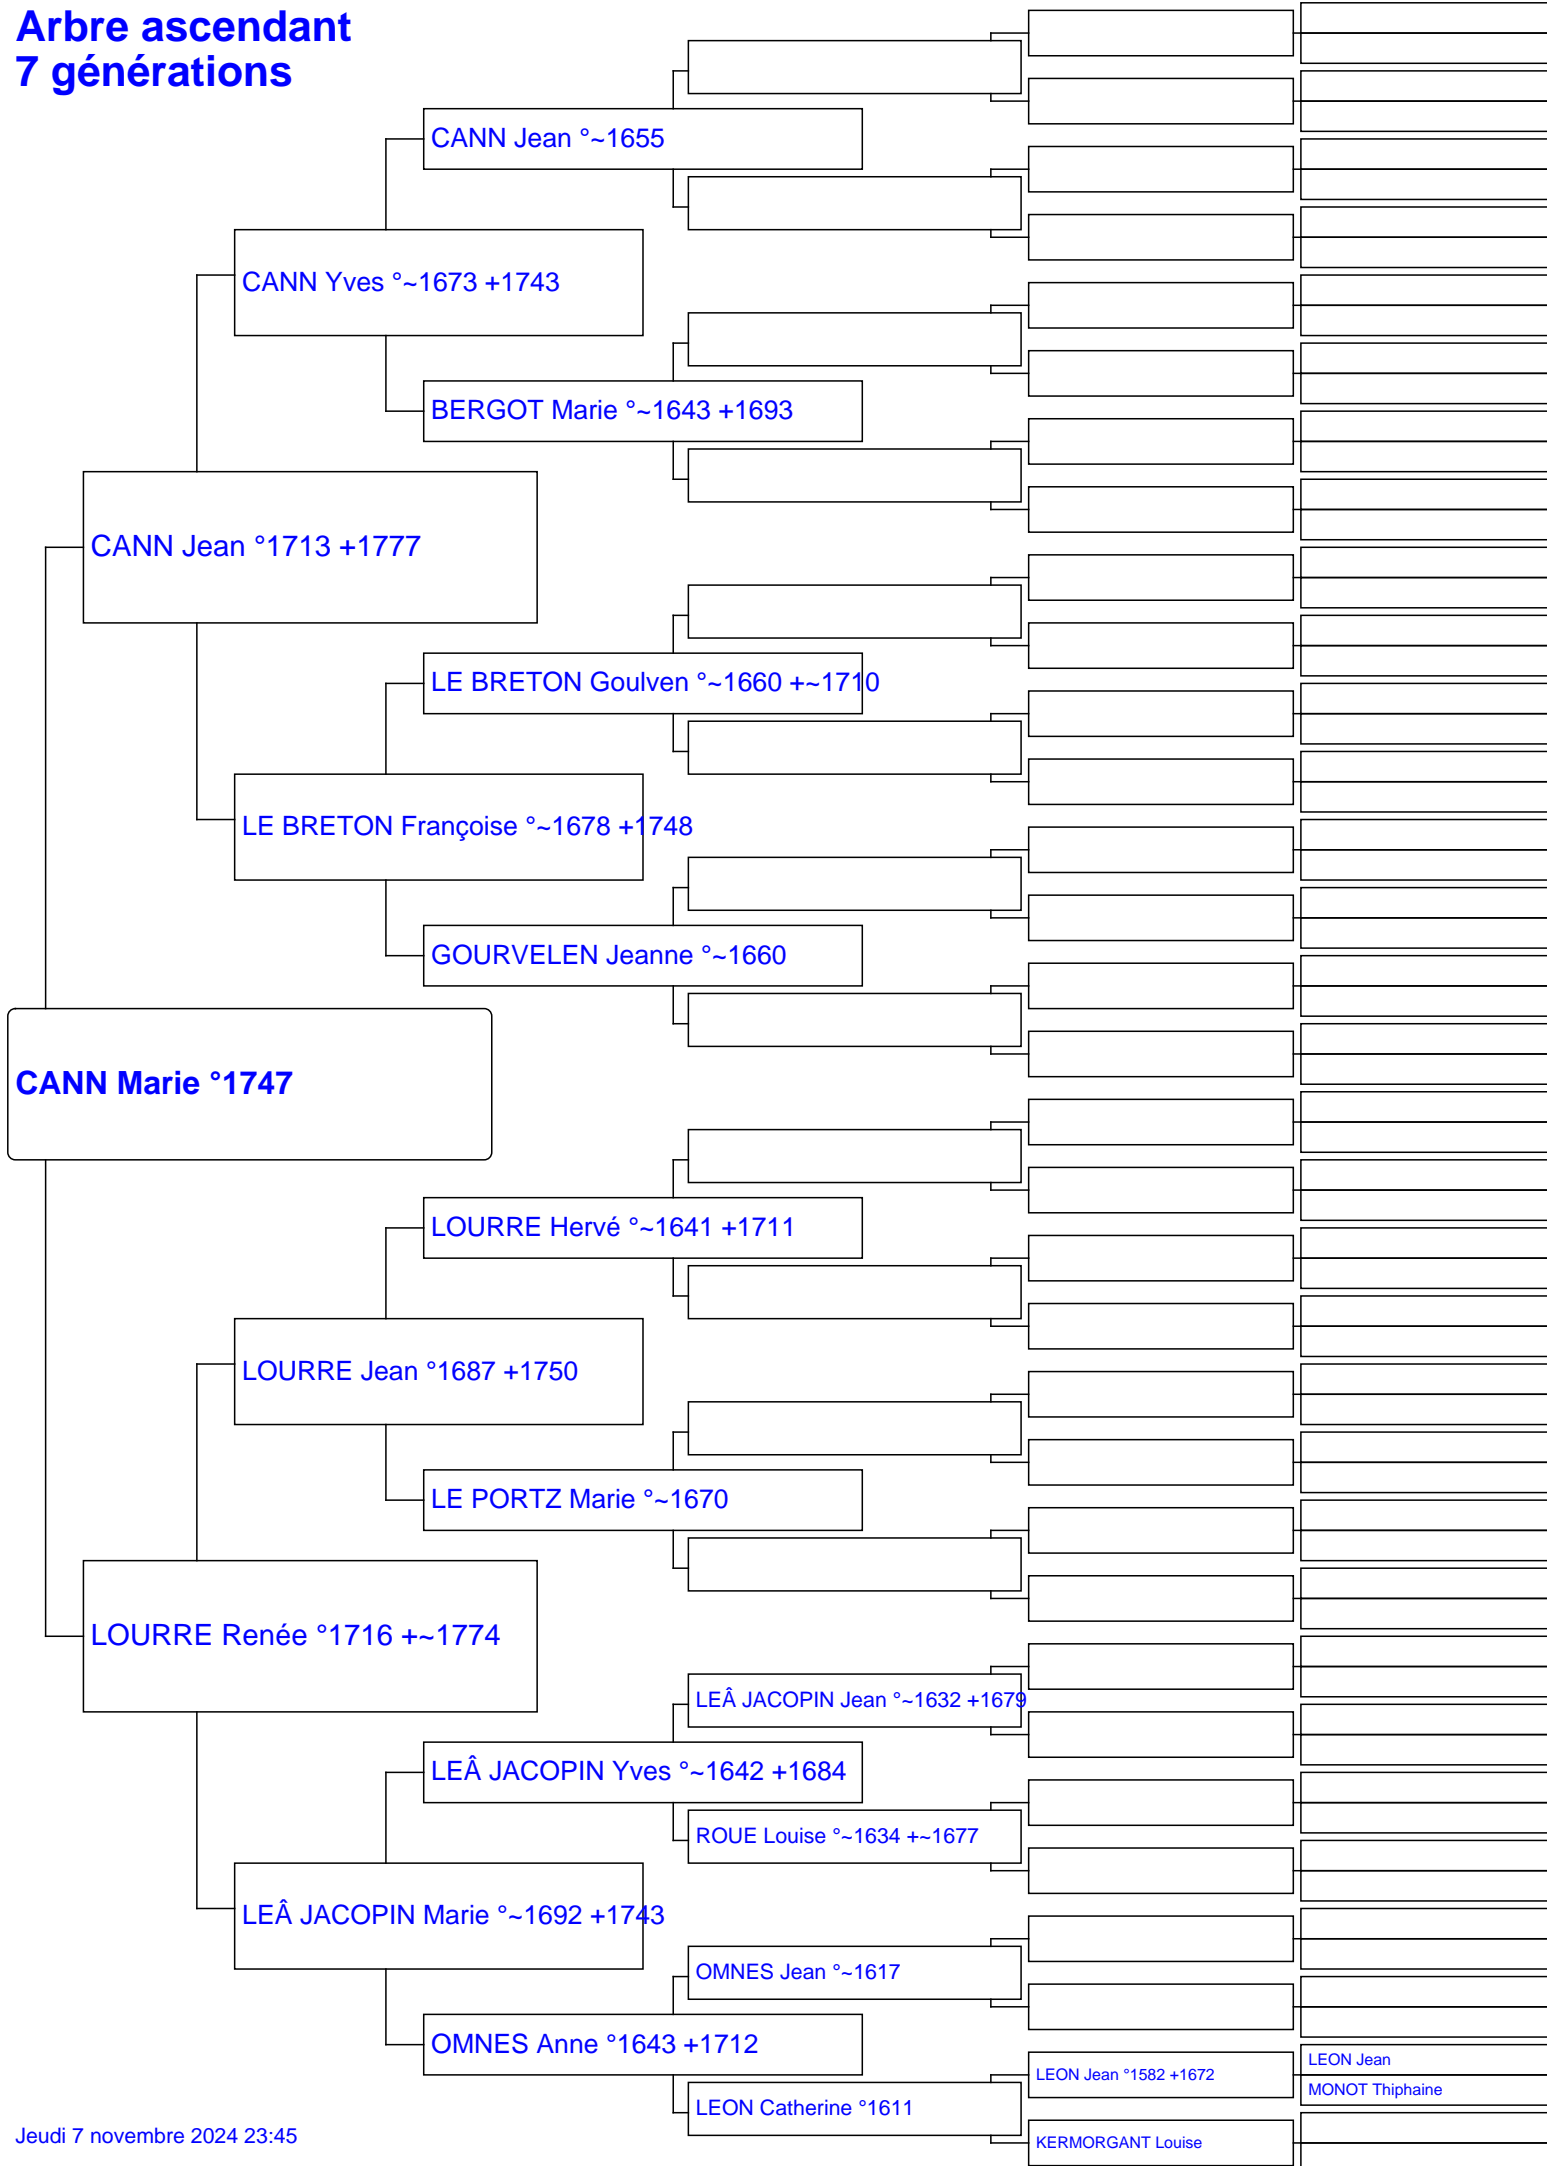 Arbre ascendant
7 générations
CANN Jean °~1655
CANN Yves °~1673 +1743
BERGOT Marie °~1643 +1693
CANN Jean °1713 +1777
LE BRETON Goulven °~1660 +~1710
LE BRETON Françoise °~1678 +1748
GOURVELEN Jeanne °~1660
CANN Marie °1747
LOURRE Hervé °~1641 +1711
LOURRE Jean °1687 +1750
LE PORTZ Marie °~1670
LOURRE Renée °1716 +~1774
LEÂ JACOPIN Jean °~1632 +1679
LEÂ JACOPIN Yves °~1642 +1684
ROUE Louise °~1634 +~1677
LEÂ JACOPIN Marie °~1692 +1743
OMNES Jean °~1617
OMNES Anne °1643 +1712
LEON Jean
LEON Jean °1582 +1672
MONOT Thiphaine
LEON Catherine °1611
KERMORGANT Louise
Jeudi 7 novembre 2024 23:45